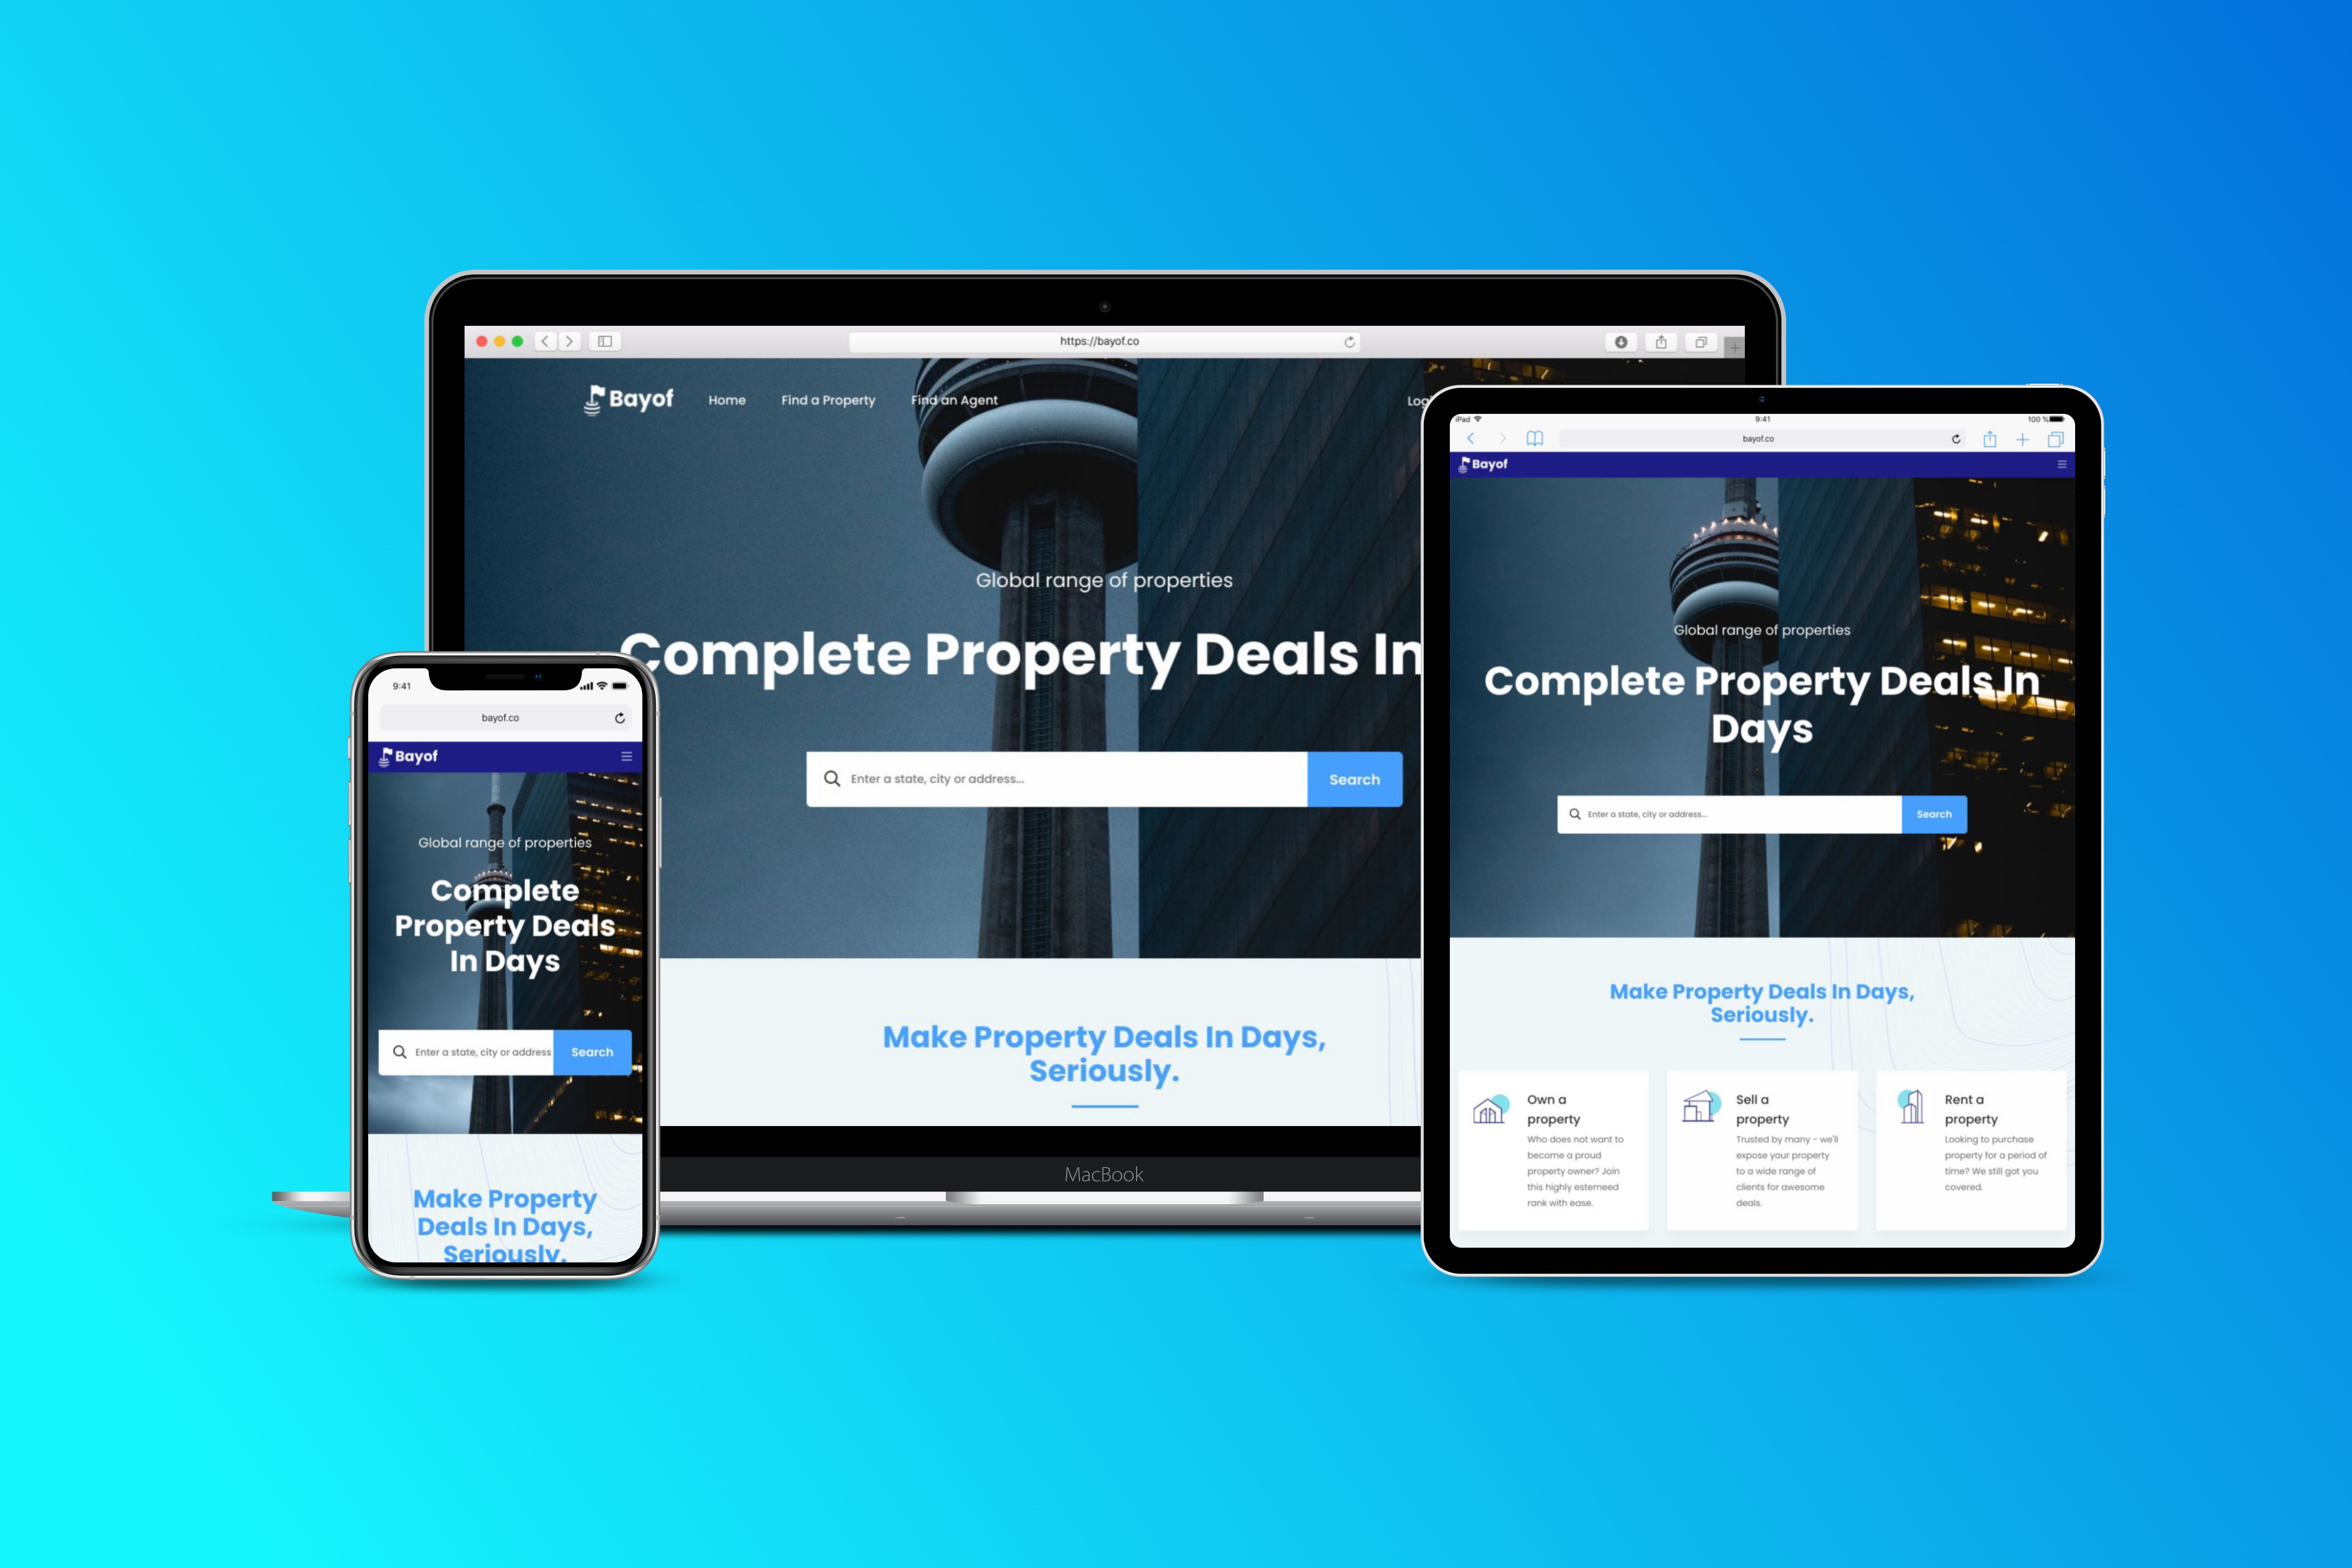 https://bayof.co
Bayof
Home
Find a Property
Find an Agent
Global range of properties
Complete Property Deals In
Enter a state, city or address...
Search
Make Property Deals In Days,
Seriously.
MacBook
9:41
bayof.co
Bayof
Global range of properties
Complete
Property Deals
In Days
Enter a state, city or address
Search
Make Property
Deals In Days,
Seriously.
iPad
9:41
100 %
bayof.co
Bayof
Global range of properties
Complete Property Deals In
Days
Enter a state, city or address...
Search
Make Property Deals In Days,
Seriously.
Own a
property
Who does not want to
become a proud
property owner? Join
this highly estemeed
rank with ease.
Sell a
property
Trusted by many - we'll
expose your property
to a wide range of
clients for awesome
deals.
Rent a
property
Looking to purchase
property for a period of
time? We still got you
covered.